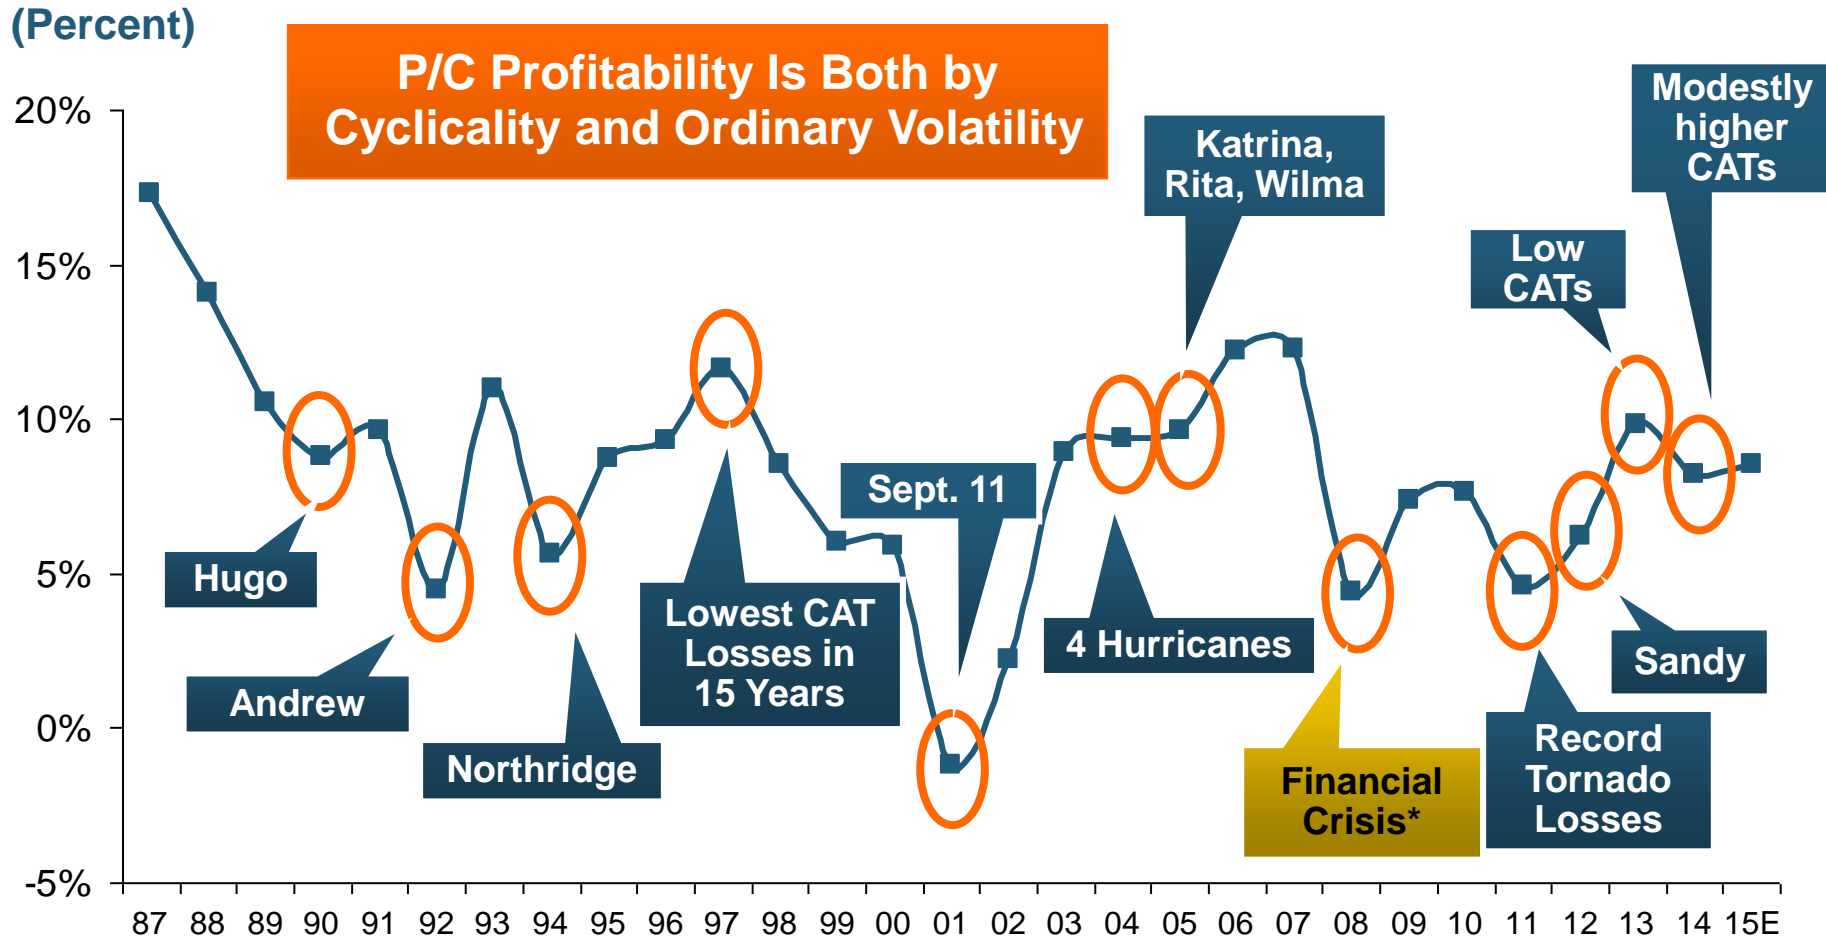 (Percent)
P/C Profitability Is Both by
Cyclicality and Ordinary Volatility
20%
15%
10%
5%
0%
-5%
Hugo
Andrew
Northridge
Lowest CAT
Losses in
15 Years
Sept. 11
4 Hurricanes
Katrina,
Rita, Wilma
Financial
Crisis*
Record
Tornado
Losses
Sandy
Low
CATs
Modestly
higher
CATs
87 88 89 90 91 92 93 94 95 96 97 98 99 00 01 02 03 04 05 06 07 08 09 10 11 12 13 14 15E